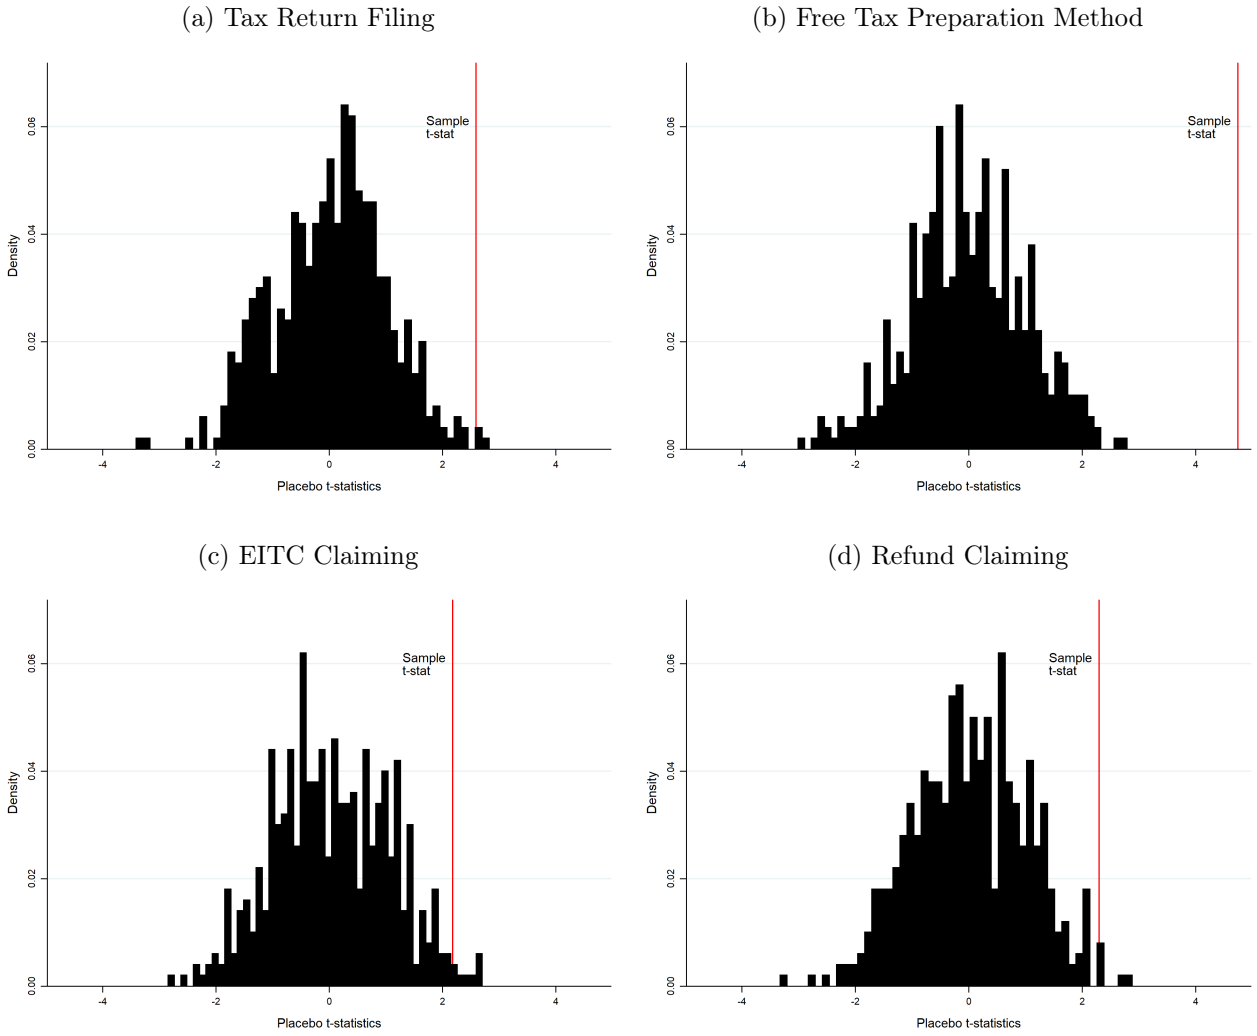 (a) Tax Return Filing
Sample
t-stat
Density
0.00
0.02
0.04
0.06
-4
-2
0
2
4
Placebo t-statistics
(b) Free Tax Preparation Method
Sample
t-stat
Density
0.00
0.02
0.04
0.06
-4
-2
0
2
4
Placebo t-statistics
(c) EITC Claiming
Sample
t-stat
Density
0.00
0.02
0.04
0.06
-4
-2
0
2
4
Placebo t-statistics
(d) Refund Claiming
Sample
t-stat
Density
0.00
0.02
0.04
0.06
-4
-2
0
2
4
Placebo t-statistics